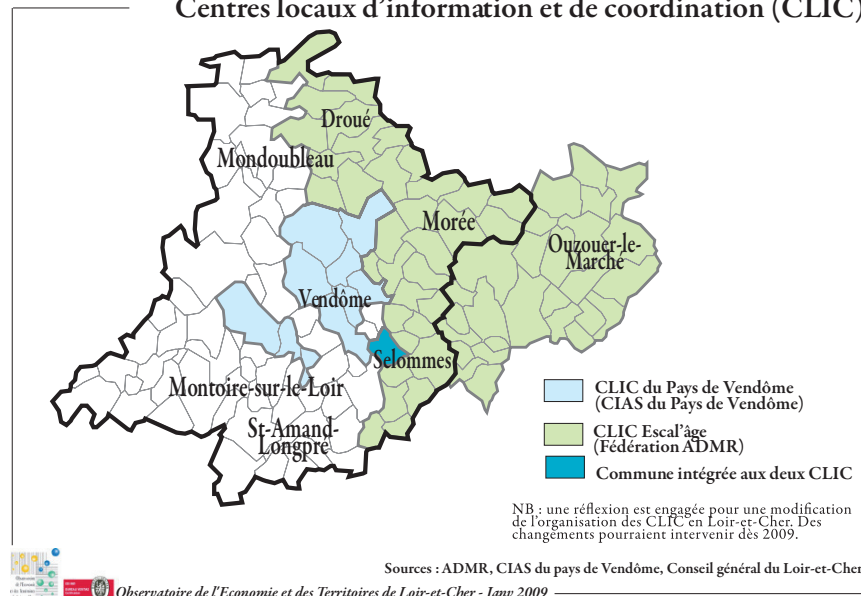 Centres locaux d'information et de coordination (CLIC)
Droué
Mondoubleau
Morée
Ouzouer-le-
Marché
Vendôme
Selommes
Montoire-sur-le-Loir
St-Amand-
Longpré
CLIC du Pays de Vendôme
(CIAS du Pays de Vendôme)
CLIC Escal'âge
(Fédération ADMR)
Commune intégrée aux deux CLIC
NB : une réflexion est engagée pour une modification
de l'organisation des CLIC en Loir-et-Cher. Des
changements pourraient intervenir dès 2009.
Sources : ADMR, CIAS du pays de Vendôme, Conseil général du Loir-et-Cher
Observatoire de l'Economie et des Territoires de Loir-et-Cher - Janv 2009